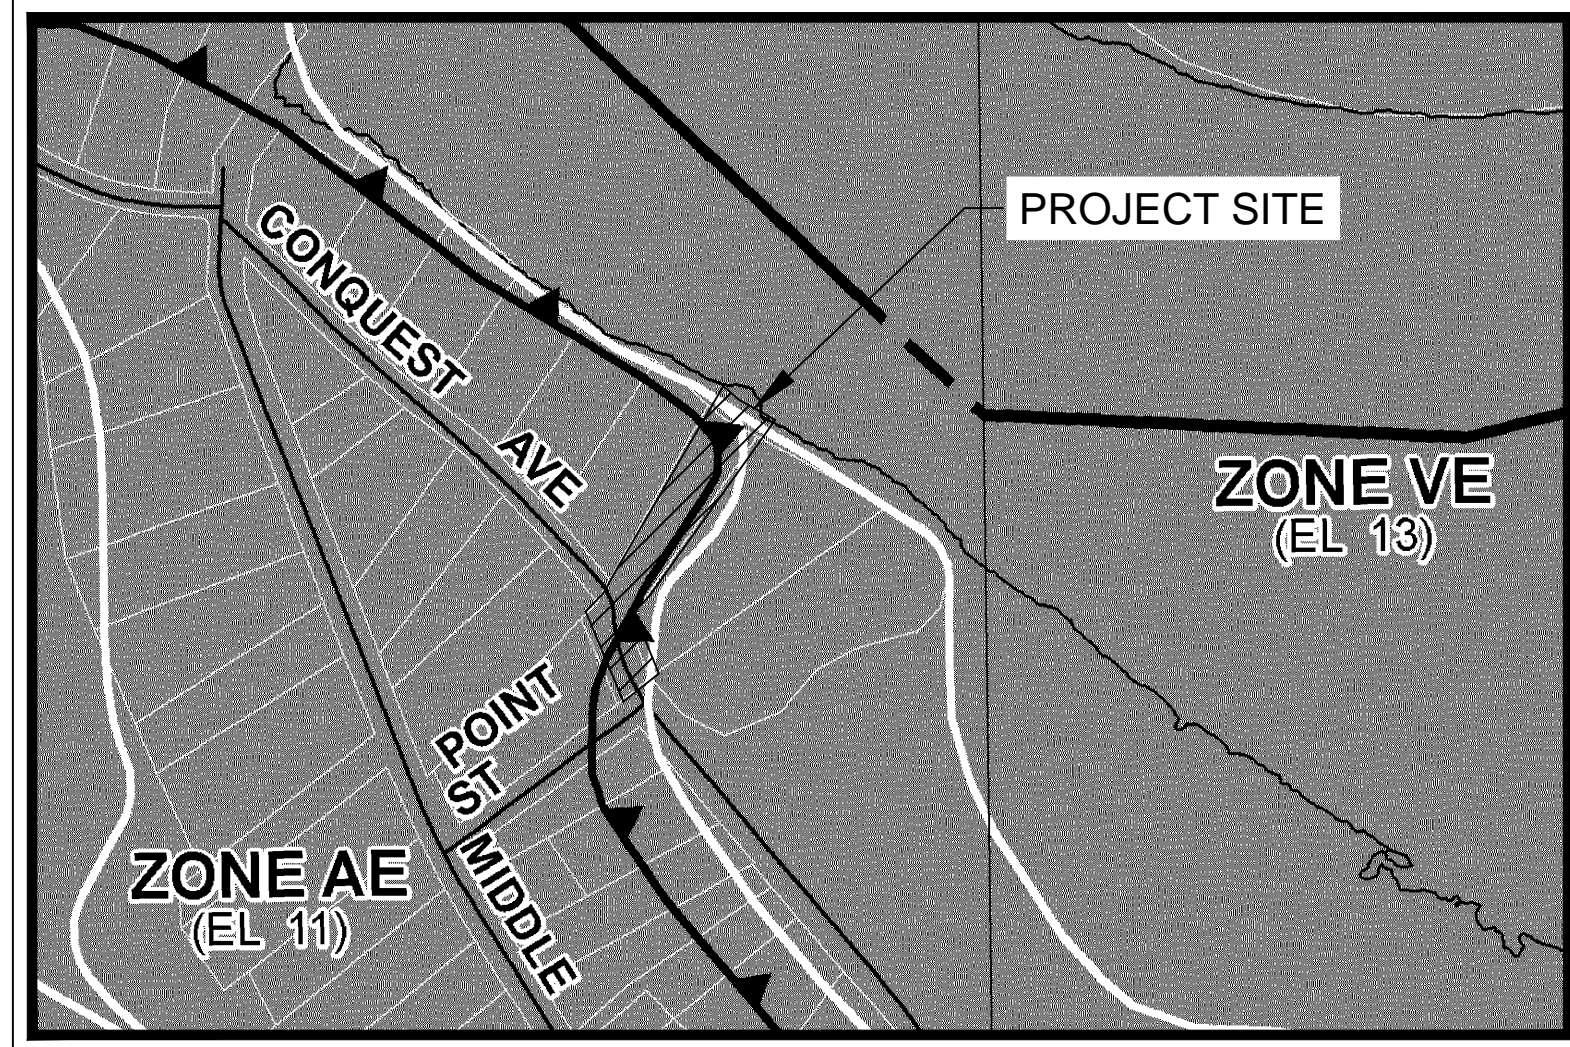 PROJECT SITE
CONQUEST
AVE
ZONE VE
(EL 13)
POINT
ST
MIDDLE
ZONE AE
(EL 11)